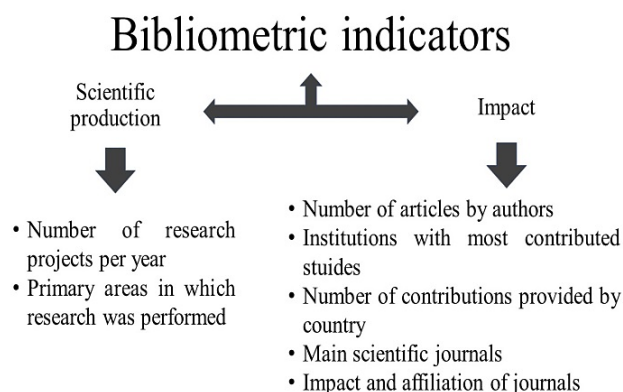 Bibliometric indicators
Scientific
production
Impact
• Number of research
projects per year
• Primary areas in which
research was performed
• Number of articles by authors
• Institutions with most contributed
stuides
• Number of contributions provided by
country
• Main scientific journals
• Impact and affiliation of journals